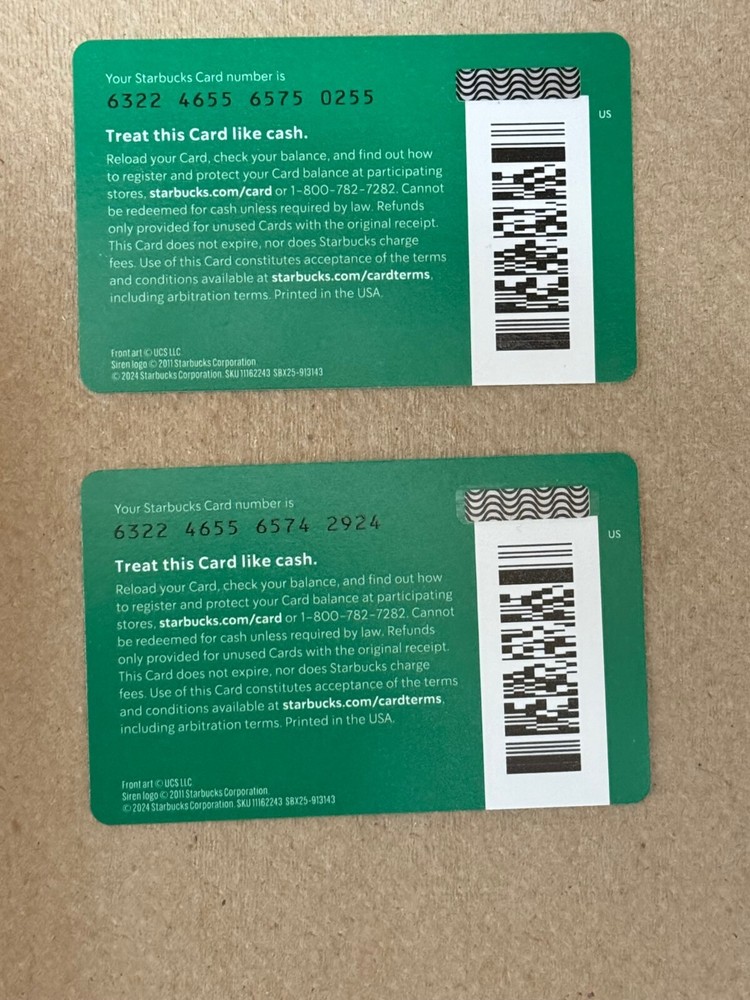 Your Starbucks Card number is
6322 4655 6575 0255
US
Treat this Card like cash.
Reload your Card, check your balance, and find out how
to register and protect your Card balance at participating
stores, starbucks.com/card or 1-800-782-7282. Cannot
be redeemed for cash unless required by law. Refunds
only provided for unused Cards with the original receipt.
This Card does not expire, nor does Starbucks charge
fees. Use of this Card constitutes acceptance of the terms
and conditions available at starbucks.com/cardterms,
including arbitration terms. Printed in the USA.
Front art © UCS LLC
Siren logo © 2011 Starbucks Corporation
© 2024 Starbucks Corporation. SKU 11162243 SBX25-913143
Your Starbucks Card number is
6322 4655 6574 2924
US
Treat this Card like cash.
Reload your Card, check your balance, and find out how
to register and protect your Card balance at participating
stores, starbucks.com/card or 1-800-782-7282. Cannot
be redeemed for cash unless required by law. Refunds
only provided for unused Cards with the original receipt.
This Card does not expire, nor does Starbucks charge
fees. Use of this Card constitutes acceptance of the terms
and conditions available at starbucks.com/cardterms,
including arbitration terms. Printed in the USA.
Front art © UCS LLC
Siren logo © 2011 Starbucks Corporation
© 2024 Starbucks Corporation. SKU 11162243 SBX25-913143